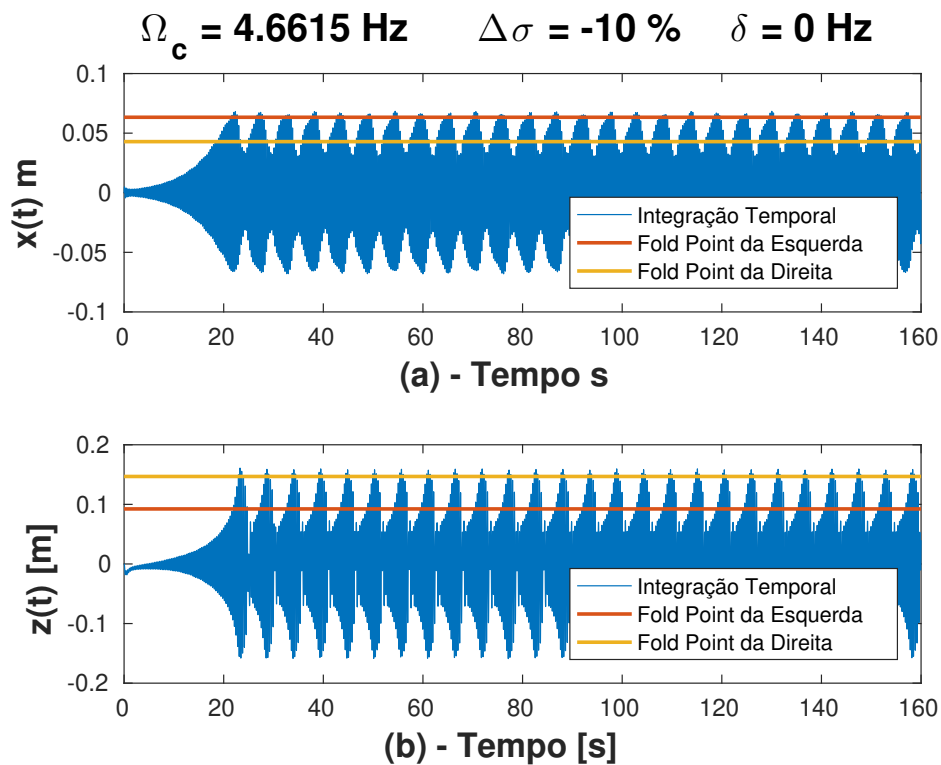 Ω_c = 4.6615 Hz Δσ = -10 % δ = 0 Hz
0.1
0.05
0
-0.05
-0.1
x(t) m
Integração Temporal
Fold Point da Esquerda
Fold Point da Direita
0 20 40 60 80 100 120 140 160
(a) - Tempo s
0.2
0.1
0
-0.1
-0.2
z(t) [m]
Integração Temporal
Fold Point da Esquerda
Fold Point da Direita
0 20 40 60 80 100 120 140 160
(b) - Tempo [s]